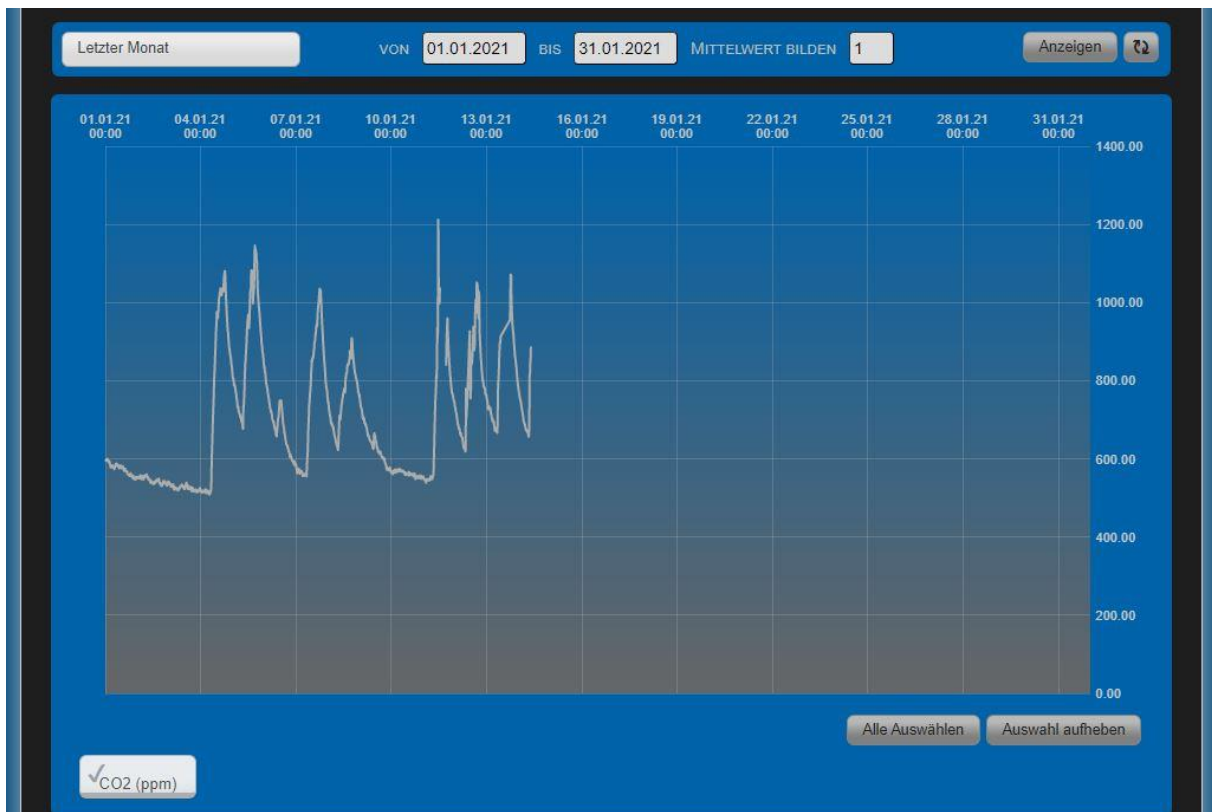 Letzter Monat VON 01.01.2021 BIS 31.01.2021 MITTELWERT BILDEN 1 Anzeigen
01.01.21 04.01.21 07.01.21 10.01.21 13.01.21 16.01.21 19.01.21 22.01.21 25.01.21 28.01.21 31.01.21
00:00 00:00 00:00 00:00 00:00 00:00 00:00 00:00 00:00 00:00 00:00
1400.00
1200.00
1000.00
800.00
600.00
400.00
200.00
0.00
Alle Auswählen Auswahl aufheben
CO2 (ppm)